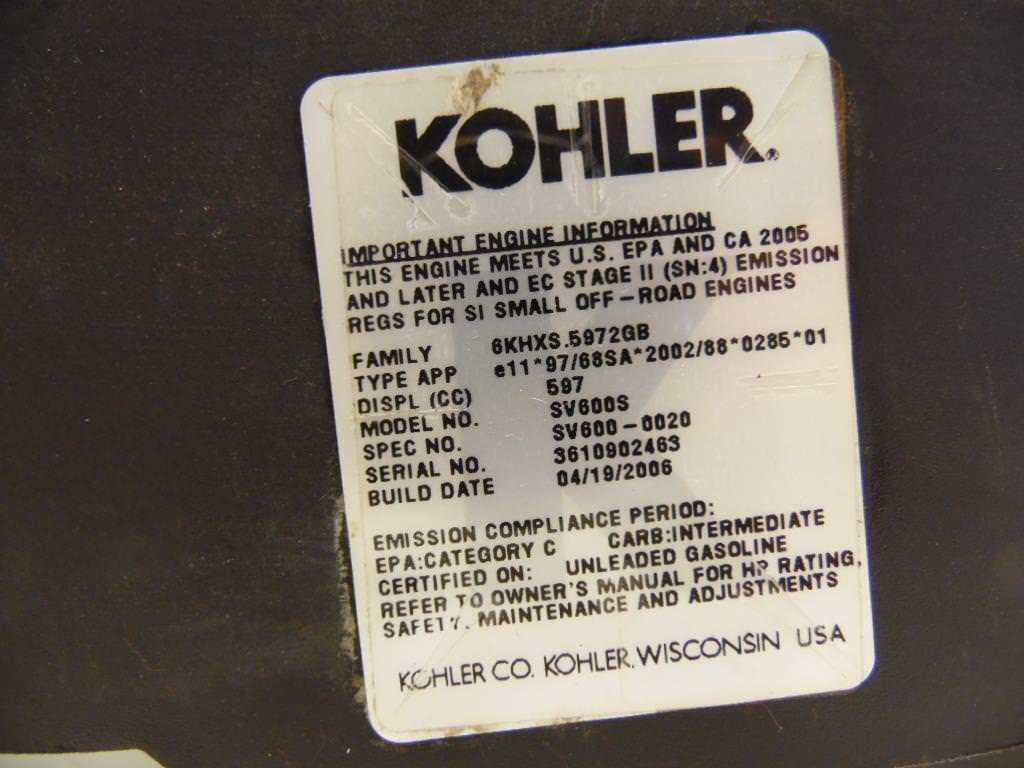 KOHLER.
IMPORTANT ENGINE INFORMATION
THIS ENGINE MEETS U.S. EPA AND CA 2005
AND LATER AND EC STAGE II (SN:4) EMISSION
REGS FOR SI SMALL OFF-ROAD ENGINES
FAMILY 6KHXS.5972GB
TYPE APP e11*97/68SA*2002/88*0285*01
DISPL (CC) 597
MODEL NO. SV600S
SPEC NO. SV600-0020
SERIAL NO. 3610902463
BUILD DATE 04/19/2006
EMISSION COMPLIANCE PERIOD:
EPA:CATEGORY C CARB:INTERMEDIATE
CERTIFIED ON: UNLEADED GASOLINE
REFER TO OWNER'S MANUAL FOR HP RATING,
SAFETY, MAINTENANCE AND ADJUSTMENTS
KOHLER CO. KOHLER, WISCONSIN USA